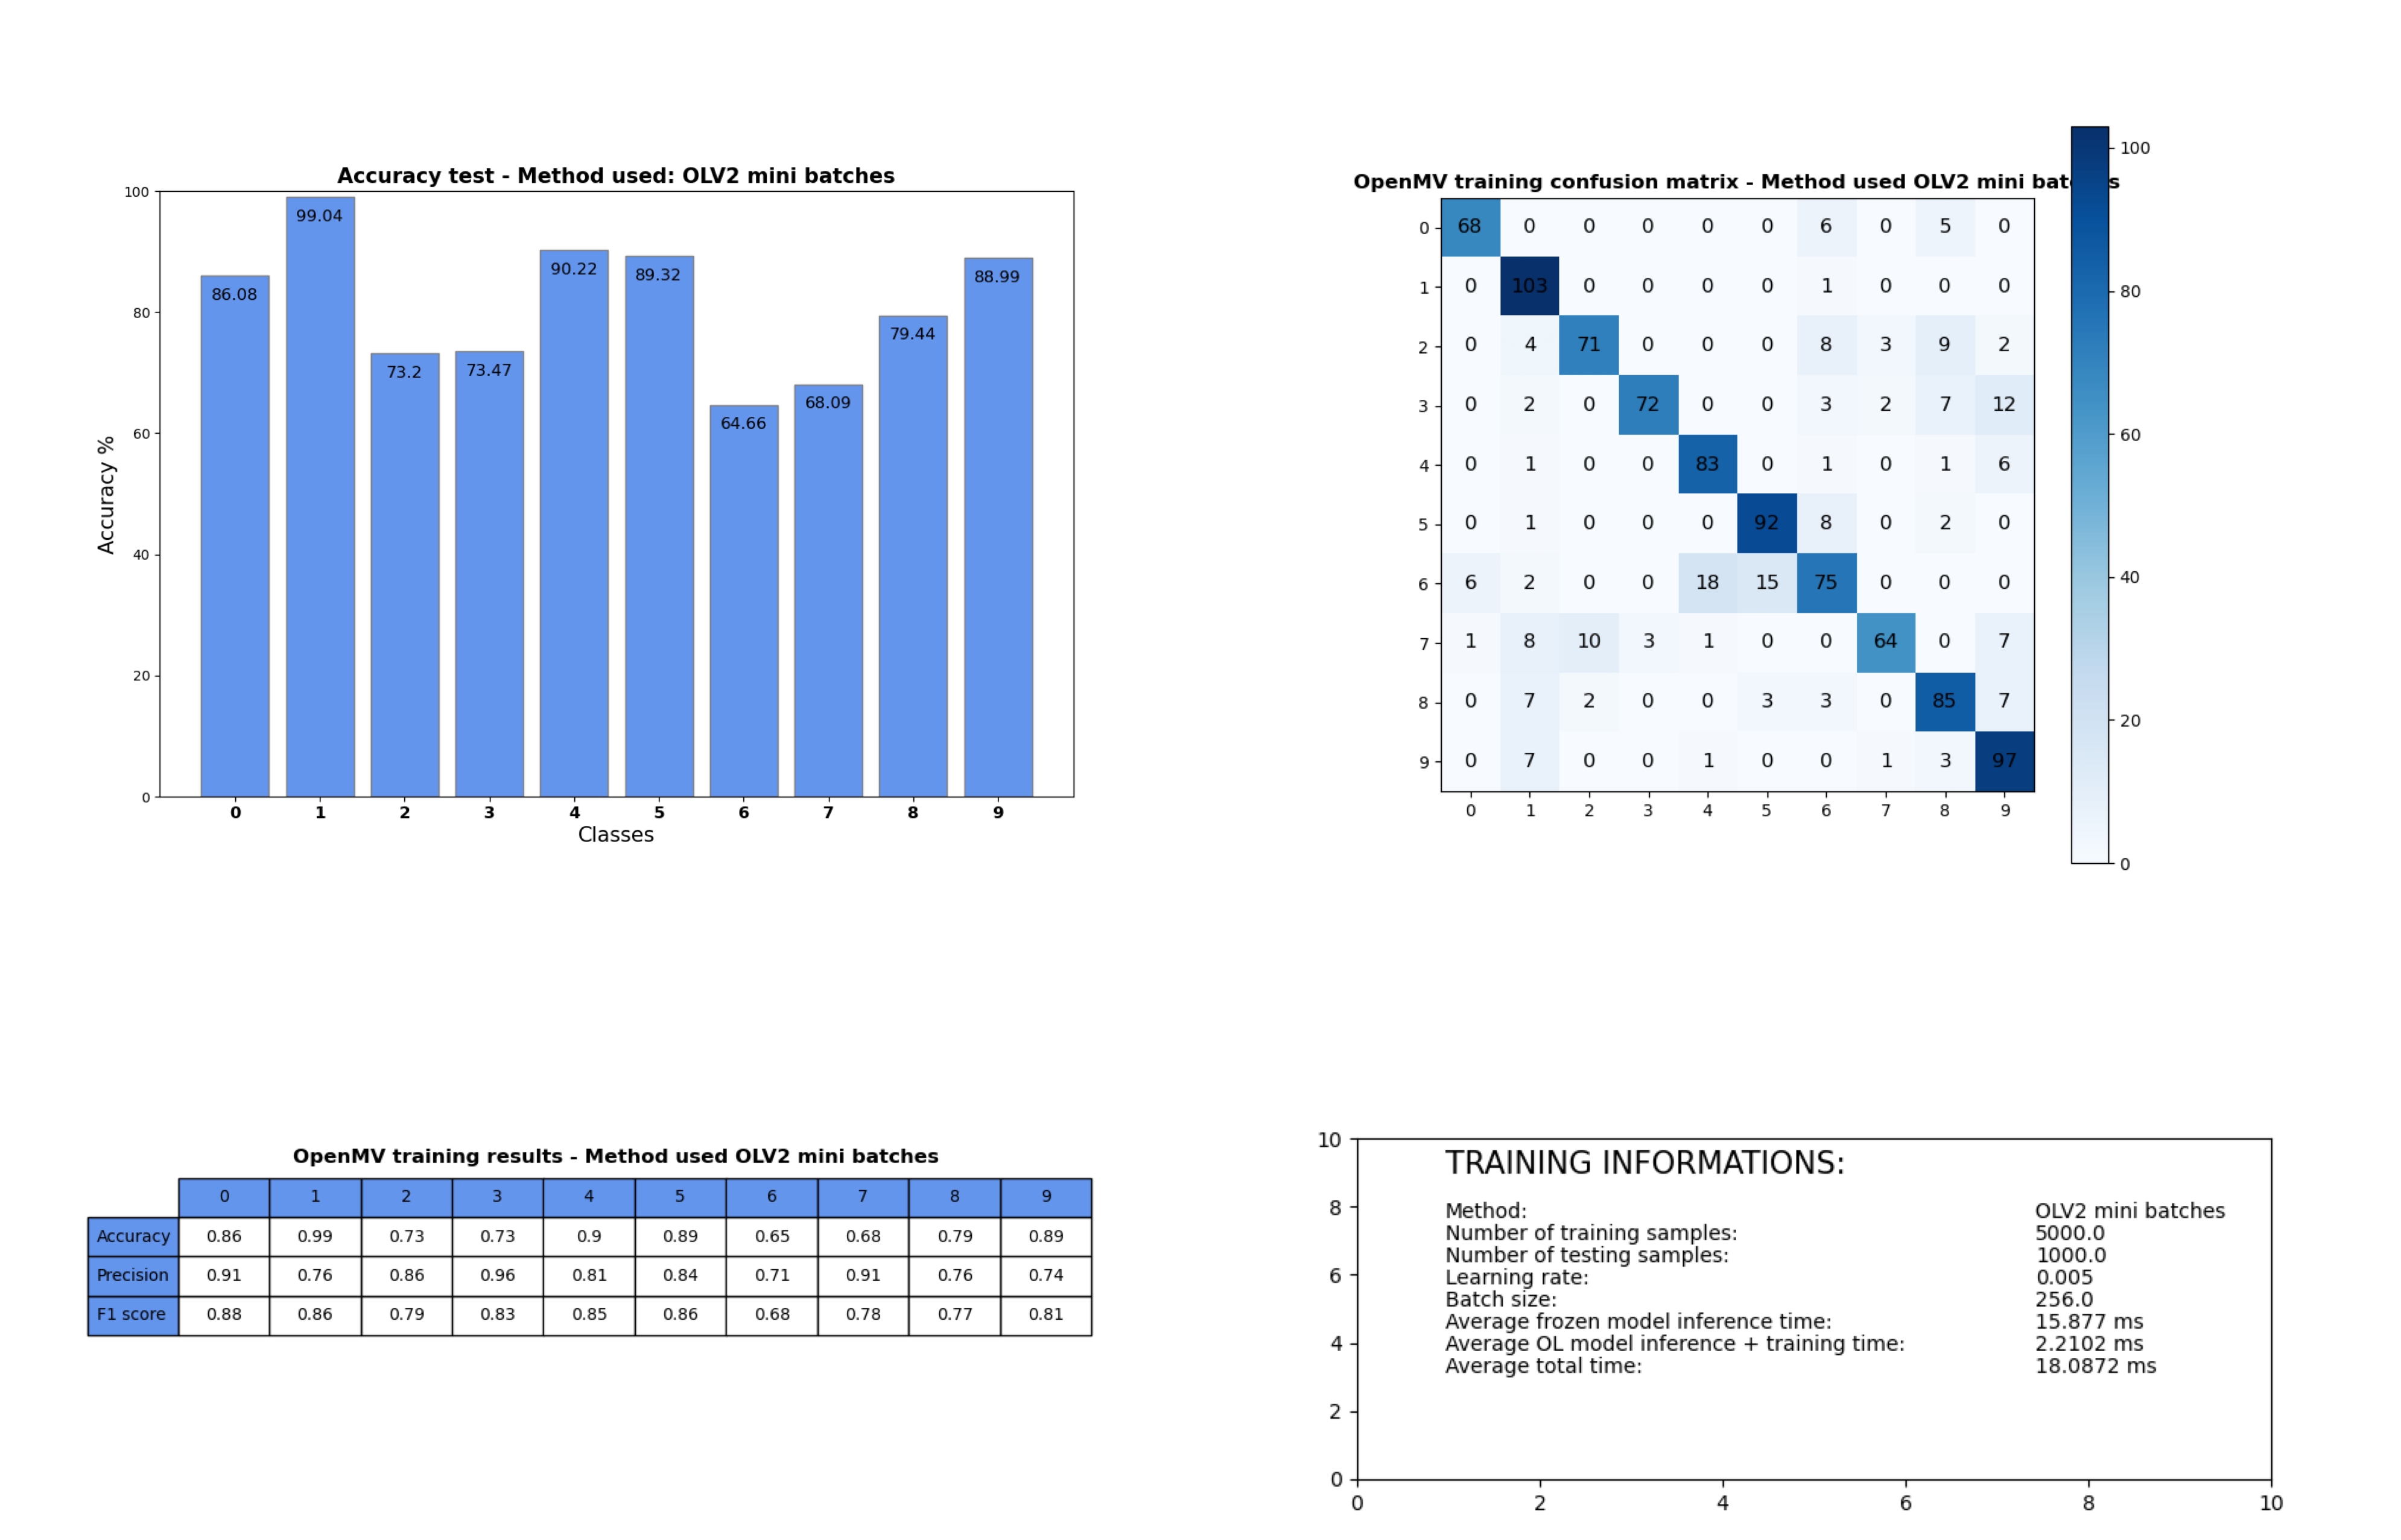 Accuracy test - Method used: OLV2 mini batches
100
80
60
40
20
0
Accuracy %
86.08 99.04 73.2 73.47 90.22 89.32 64.66 68.09 79.44 88.99
0 1 2 3 4 5 6 7 8 9
Classes
OpenMV training confusion matrix - Method used OLV2 mini bat s
0 68 0 0 0 0 0 6 0 5 0
1 0 103 0 0 0 0 1 0 0 0
2 0 4 71 0 0 0 8 3 9 2
3 0 2 0 72 0 0 3 2 7 12
4 0 1 0 0 83 0 1 0 1 6
5 0 1 0 0 0 92 8 0 2 0
6 6 2 0 0 18 15 75 0 0 0
7 1 8 10 3 1 0 0 64 0 7
8 0 7 2 0 0 3 3 0 85 7
9 0 7 0 0 1 0 0 1 3 97
0 1 2 3 4 5 6 7 8 9
100
80
60
40
20
0
OpenMV training results - Method used OLV2 mini batches
0 1 2 3 4 5 6 7 8 9
Accuracy 0.86 0.99 0.73 0.73 0.9 0.89 0.65 0.68 0.79 0.89
Precision 0.91 0.76 0.86 0.96 0.81 0.84 0.71 0.91 0.76 0.74
F1 score 0.88 0.86 0.79 0.83 0.85 0.86 0.68 0.78 0.77 0.81
10
8
6
4
2
0
TRAINING INFORMATIONS:
Method: OLV2 mini batches
Number of training samples: 5000.0
Number of testing samples: 1000.0
Learning rate: 0.005
Batch size: 256.0
Average frozen model inference time: 15.877 ms
Average OL model inference + training time: 2.2102 ms
Average total time: 18.0872 ms
0 2 4 6 8 10